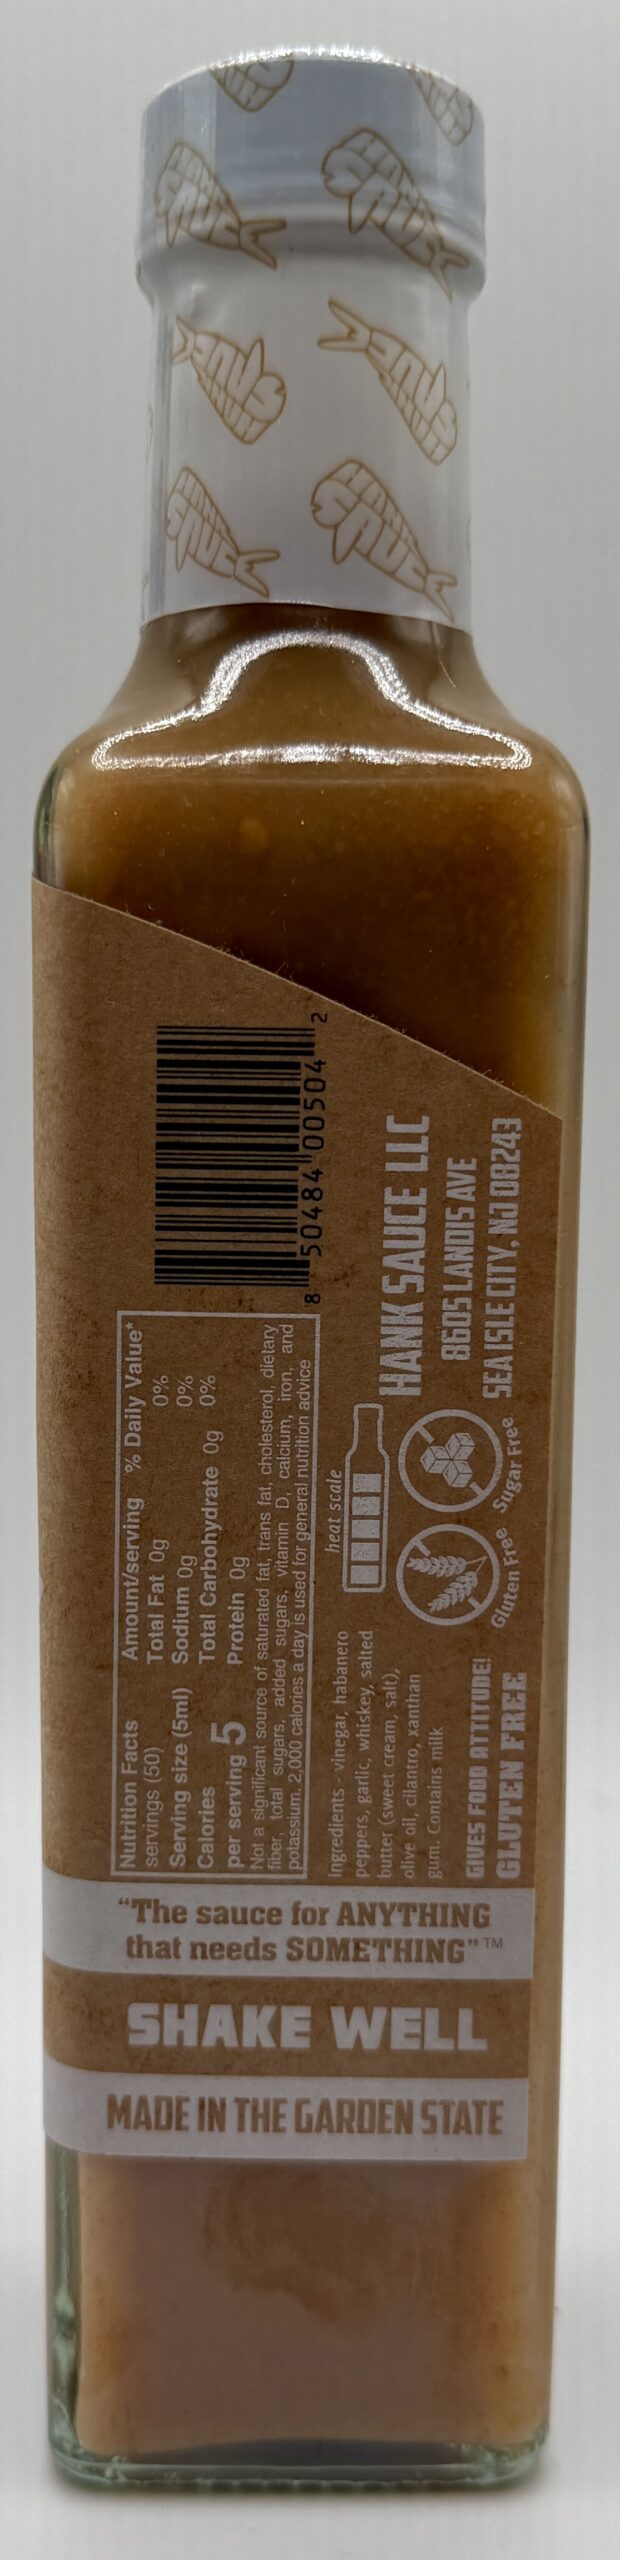 HANK SAUCE
HANK SAUCE
HANK SAUCE
HANK SAUCE
HANK SAUCE
HANK SAUCE
8 50484 00504 2
Nutrition Facts
servings (50)
Serving size (5ml)
Calories
per serving 5
Amount/serving % Daily Value*
Total Fat 0g 0%
Sodium 0g 0%
Total Carbohydrate 0g 0%
Protein 0g
Not a significant source of saturated fat, trans fat, cholesterol, dietary
fiber, total sugars, added sugars, vitamin D, calcium, iron, and
potassium. 2,000 calories a day is used for general nutrition advice
Ingredients - vinegar, habanero
peppers, garlic, whiskey, salted
butter (sweet cream, salt),
olive oil, cilantro, xanthan
gum. Contains milk
GIVES FOOD ATTITUDE!
GLUTEN FREE
heat scale
Gluten Free
Sugar Free
HANK SAUCE LLC
8605 LANDIS AVE
SEA ISLE CITY, NJ 08243
"The sauce for ANYTHING
that needs SOMETHING"™
SHAKE WELL
MADE IN THE GARDEN STATE